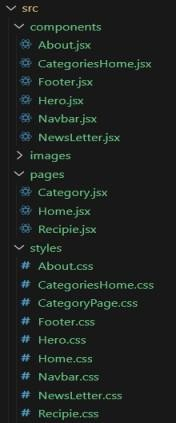 src
components
About.jsx
CategoriesHome.jsx
Footer.jsx
Hero.jsx
Navbar.jsx
NewsLetter.jsx
images
pages
Category.jsx
Home.jsx
Recipie.jsx
styles
# About.css
# CategoriesHome.css
# CategoryPage.css
# Footer.css
# Hero.css
# Home.css
# Navbar.css
# NewsLetter.css
# Recipie.css